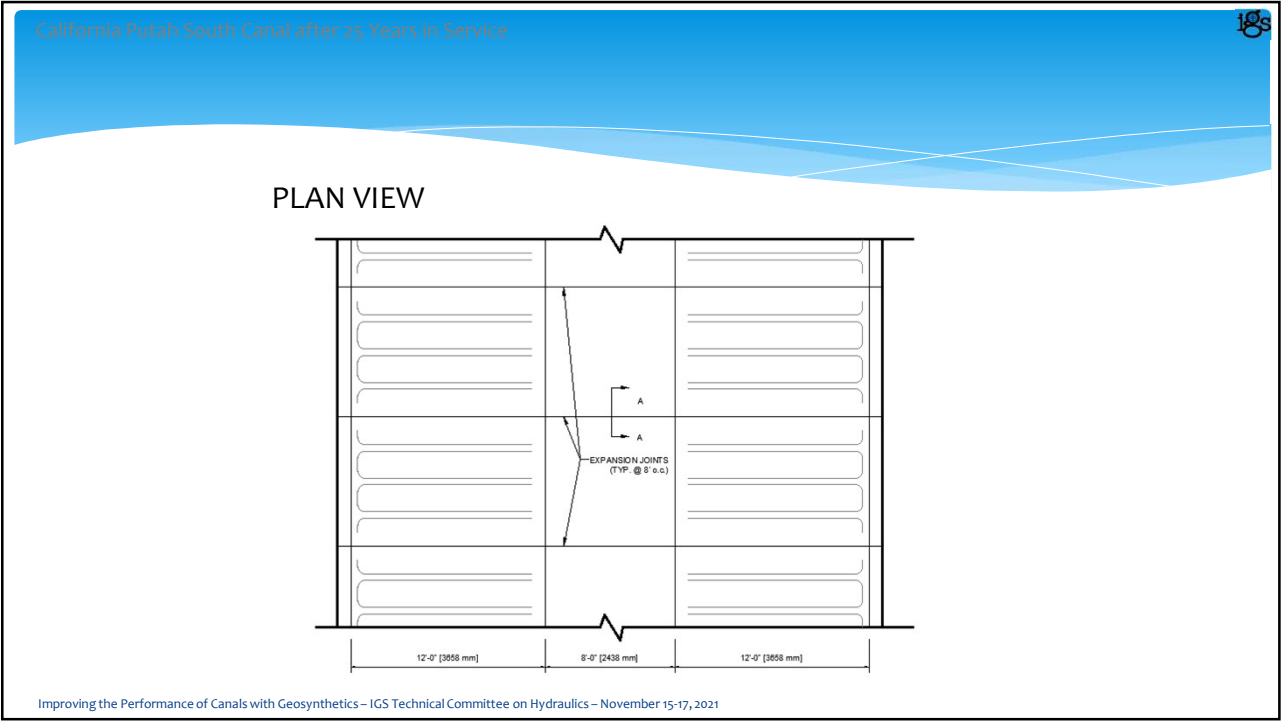 California Putah South Canal after 25 Years in Service
igs
PLAN VIEW
A
A
EXPANSION JOINTS
(TYP. @ 8' o.c.)
12'-0" [3658 mm]
8'-0" [2438 mm]
12'-0" [3658 mm]
Improving the Performance of Canals with Geosynthetics – IGS Technical Committee on Hydraulics – November 15-17, 2021